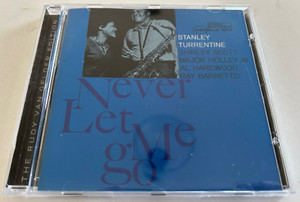 STANLEY
TURRENTINE
SHIRLEY SCOTT
MAJOR HOLLEY JR
AL HAREWOOD
RAY BARRETTO
Never
Let Me
go
THE RUDY VAN GELDER EDITION